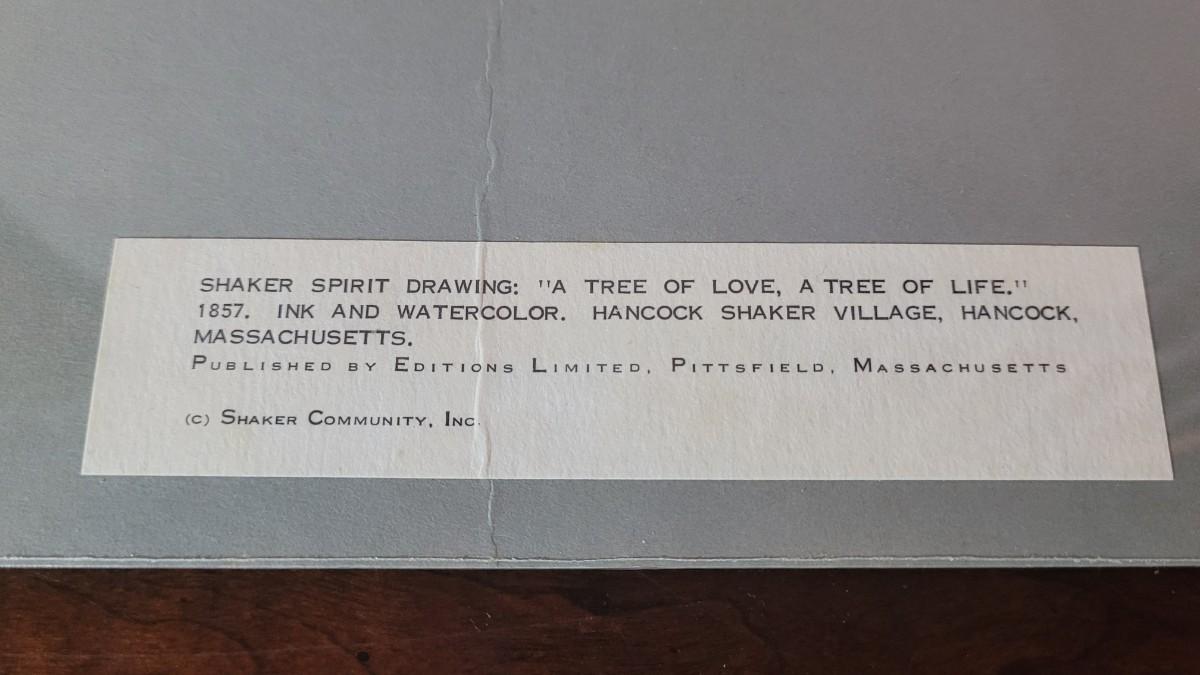 SHAKER SPIRIT DRAWING: "A TREE OF LOVE, A TREE OF LIFE."
1857. INK AND WATERCOLOR. HANCOCK SHAKER VILLAGE, HANCOCK,
MASSACHUSETTS.
PUBLISHED BY EDITIONS LIMITED, PITTSFIELD, MASSACHUSETTS
(C) SHAKER COMMUNITY, INC.